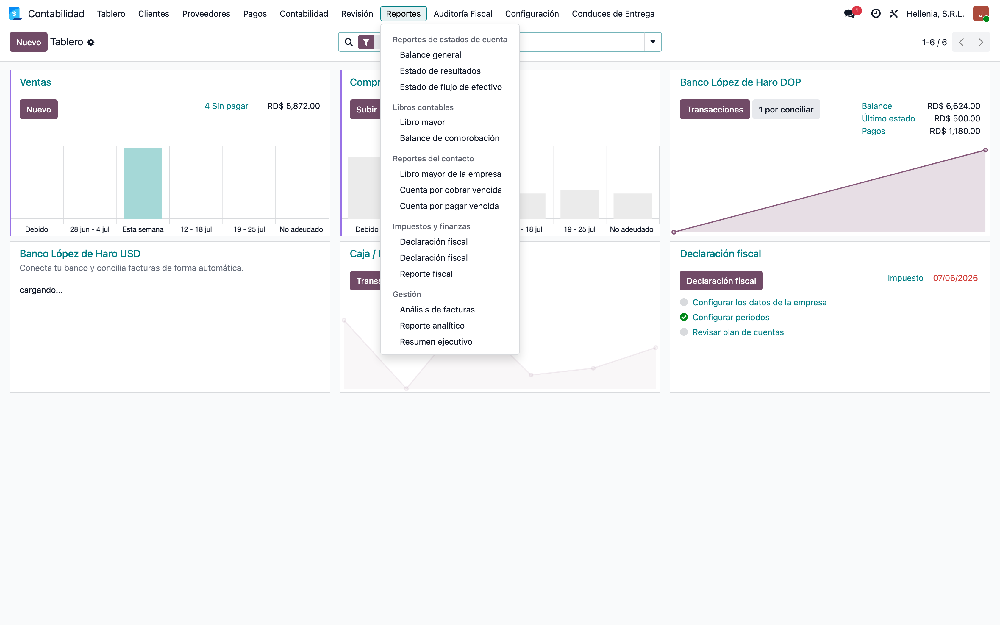 Contabilidad Tablero Clientes Proveedores Pagos Contabilidad Revisión Reportes Auditoría Fiscal Configuración Conduces de Entrega 1 Hellenia, S.R.L. J
Nuevo Tablero 1-6 / 6
Reportes de estados de cuenta
Balance general
Estado de resultados
Estado de flujo de efectivo
Libros contables
Libro mayor
Balance de comprobación
Reportes del contacto
Libro mayor de la empresa
Cuenta por cobrar vencida
Cuenta por pagar vencida
Impuestos y finanzas
Declaración fiscal
Declaración fiscal
Reporte fiscal
Gestión
Análisis de facturas
Reporte analítico
Resumen ejecutivo
Ventas
Nuevo 4 Sin pagar RD$ 5,872.00
Debido 28 jun - 4 jul Esta semana 12 - 18 jul 19 - 25 jul No adeudado
Compr
Subir
Debido - 18 jul 19 - 25 jul No adeudado
Banco López de Haro DOP
Transacciones 1 por conciliar
Balance RD$ 6,624.00
Último estado RD$ 500.00
Pagos RD$ 1,180.00
Banco López de Haro USD
Conecta tu banco y concilia facturas de forma automática.
cargando...
Caja /
Transa
Declaración fiscal
Declaración fiscal Impuesto 07/06/2026
Configurar los datos de la empresa
Configurar periodos
Revisar plan de cuentas